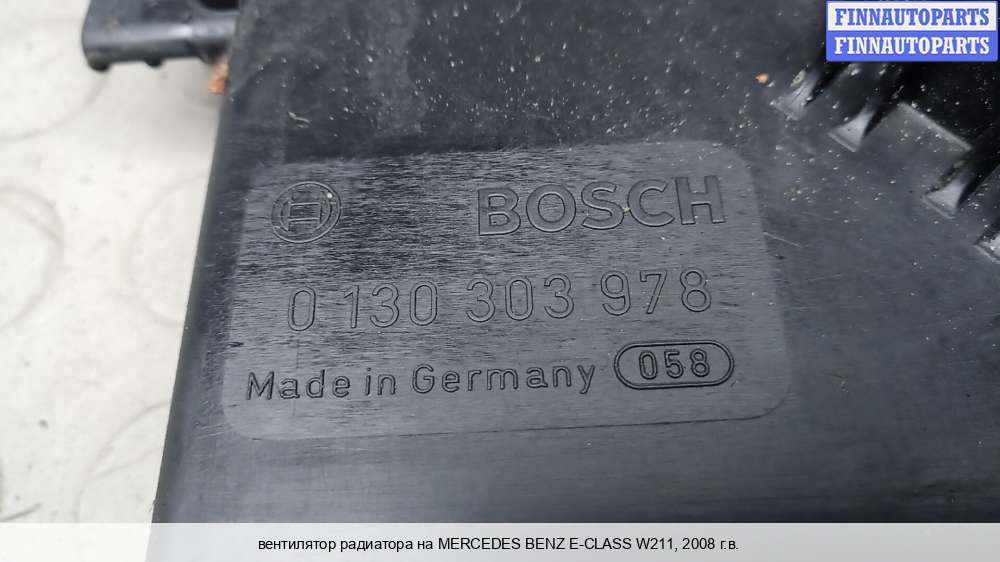 FINNAUTOPARTS
FINNAUTOPARTS
BOSCH
0 130 303 978
Made in Germany 058
вентилятор радиатора на MERCEDES BENZ E-CLASS W211, 2008 г.в.